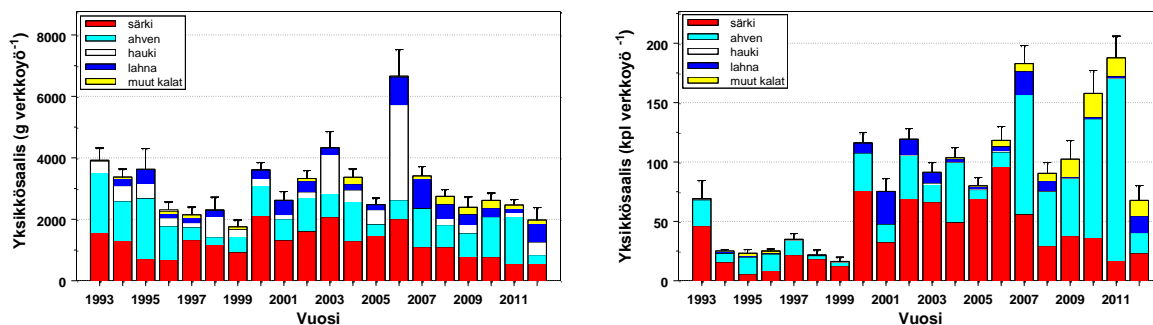 8000
6000
4000
2000
0
Yksikkösaalis (g verkkoyö⁻¹)
särki
ahven
hauki
lahna
muut kalat
1993 1995 1997 1999 2001 2003 2005 2007 2009 2011
Vuosi
200
150
100
50
0
Yksikkösaalis (kpl verkkoyö ⁻¹)
särki
ahven
hauki
lahna
muut kalat
1993 1995 1997 1999 2001 2003 2005 2007 2009 2011
Vuosi